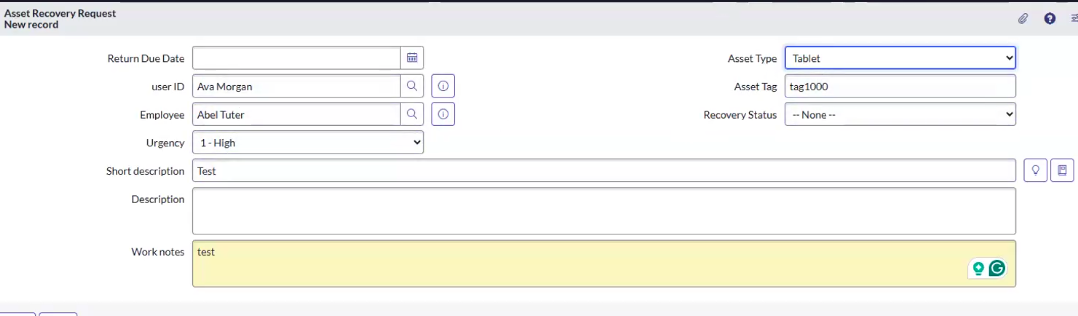 Asset Recovery Request
New record
Return Due Date
Asset Type Tablet
user ID Ava Morgan
Asset Tag tag1000
Employee Abel Tuter
Recovery Status -- None --
Urgency 1 - High
Short description Test
Description
Work notes test